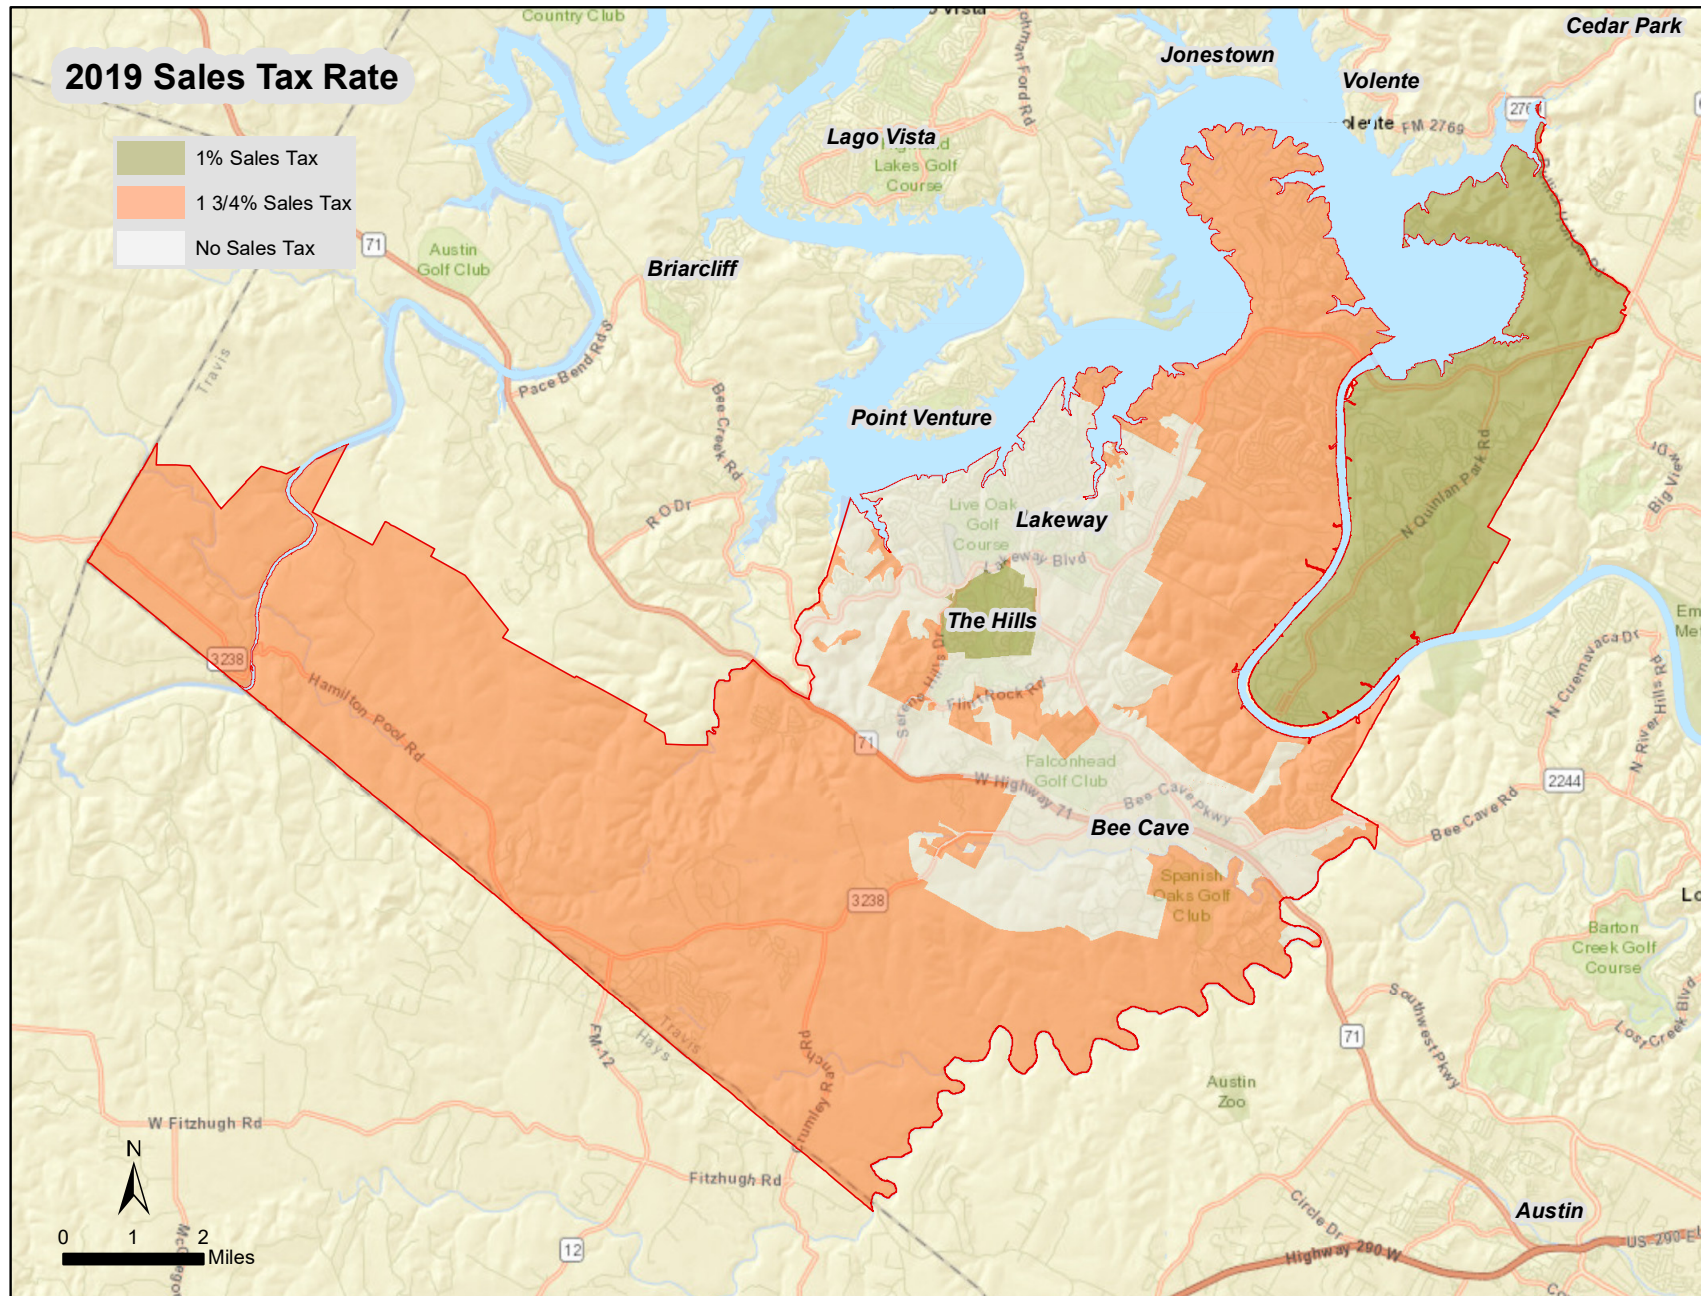 Country Club
Cedar Park
Jonestown
2019 Sales Tax Rate
Volente
olente
FM 2769
Lago Vista
Lakes Golf
Course
1% Sales Tax
1 3/4% Sales Tax
No Sales Tax
71
Austin
Golf Club
Briarcliff
Travis
Pace Bend Rd S
Bee Creek Rd
Point Venture
N Quinlan Park Rd
Big View Dr
R O Dr
Live Oak
Golf
Course
Lakeway
Lakeway Blvd
The Hills
Serene Hills Dr
Flint Rock Rd
3238
Hamilton Pool Rd
71
Falconhead
Golf Club
W Highway 71
Bee Cave Pkwy
Bee Cave
N Cuernavaca Dr
N River Hills Rd
2244
Bee Cave Rd
Spanish
Oaks Golf
Club
3238
Barton
Creek Golf
Course
Lost Creek Blvd
Southwest Pkwy
71
Travis
Hays
FM-12
Crumley Ranch Rd
Austin
Zoo
W Fitzhugh Rd
Fitzhugh Rd
N
0 1 2
Miles
12
Circle Dr
Austin
Highway 290 W
US 290 E